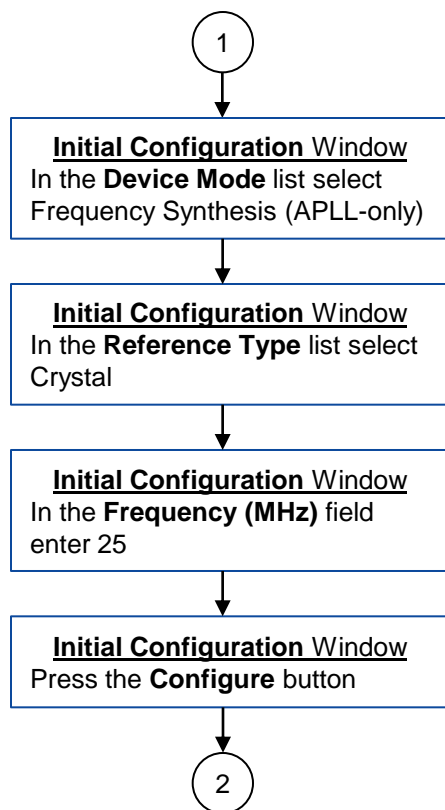 1
Initial Configuration Window
In the Device Mode list select
Frequency Synthesis (APLL-only)
Initial Configuration Window
In the Reference Type list select
Crystal
Initial Configuration Window
In the Frequency (MHz) field
enter 25
Initial Configuration Window
Press the Configure button
2